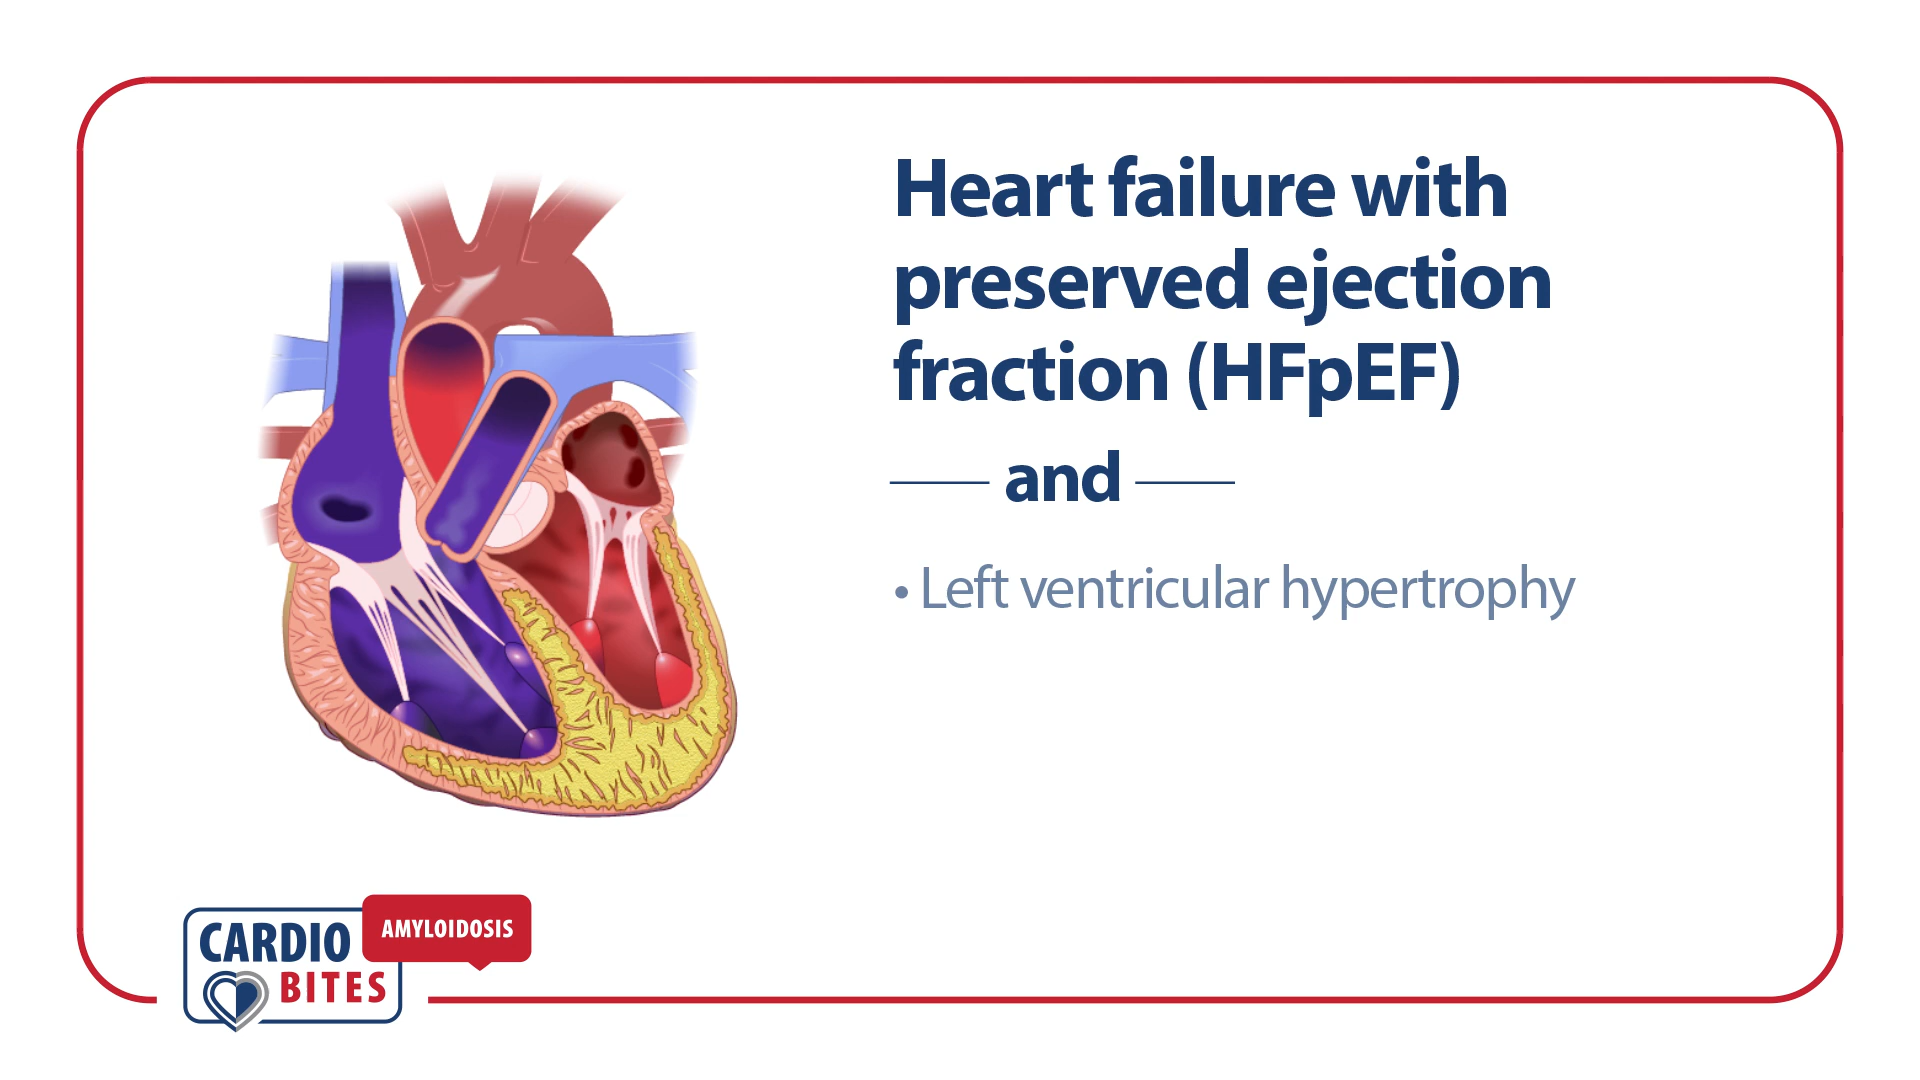 Heart failure with
preserved ejection
fraction (HFpEF)
and
• Left ventricular hypertrophy
CARDIO
AMYLOIDOSIS
BITES